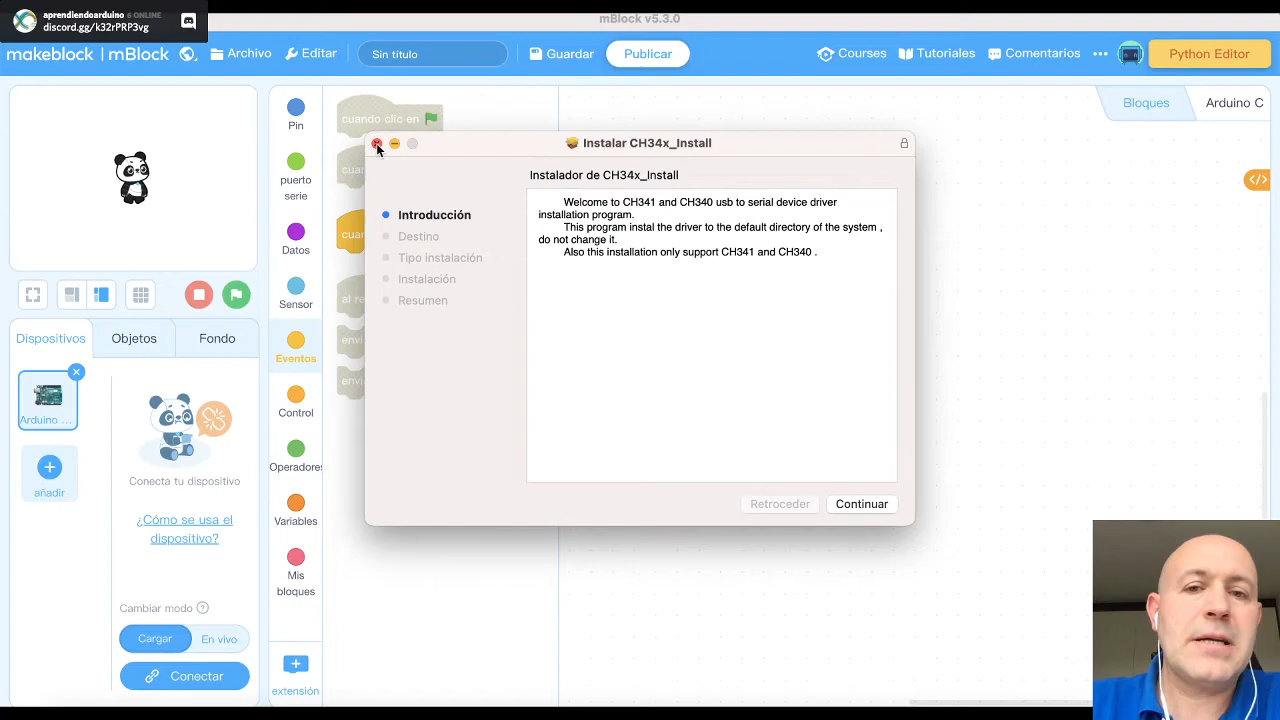 aprendiendoarduino 6 ONLINE
discord.gg/k32rPRP3vg
mBlock v5.3.0
makeblock | mBlock
Archivo
Editar
Sin título
Guardar
Publicar
Courses
Tutoriales
Comentarios
Python Editor
Pin
puerto
serie
Datos
Sensor
Eventos
Control
Operadores
Variables
Mis
bloques
extensión
cuando clic en
Bloques
Arduino C
Instalar CH34x_Install
Instalador de CH34x_Install
Introducción
Destino
Tipo instalación
Instalación
Resumen
Welcome to CH341 and CH340 usb to serial device driver
installation program.
This program instal the driver to the default directory of the system ,
do not change it.
Also this installation only support CH341 and CH340 .
Retroceder
Continuar
Dispositivos
Objetos
Fondo
Arduino ...
añadir
Conecta tu dispositivo
¿Cómo se usa el
dispositivo?
Cambiar modo ?
Cargar
En vivo
Conectar